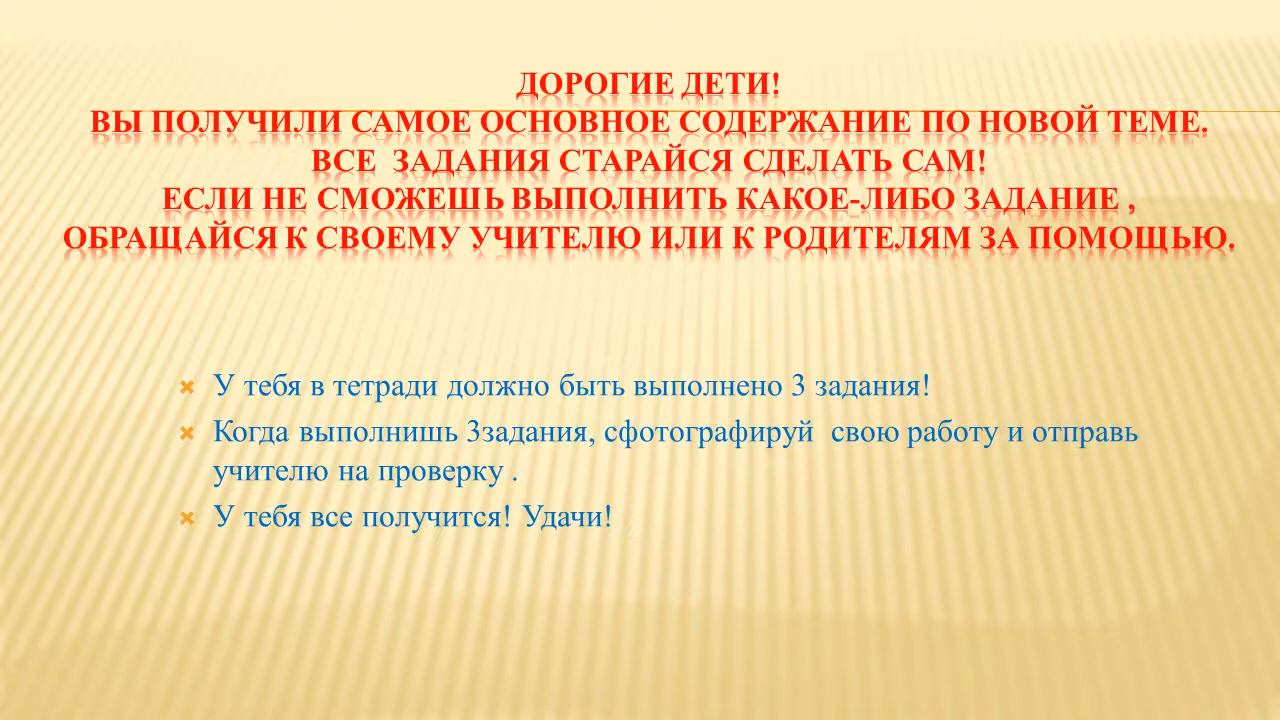 ДОРОГИЕ ДЕТИ!
ВЫ ПОЛУЧИЛИ САМОЕ ОСНОВНОЕ СОДЕРЖАНИЕ ПО НОВОЙ ТЕМЕ.
ВСЕ ЗАДАНИЯ СТАРАЙСЯ СДЕЛАТЬ САМ!
ЕСЛИ НЕ СМОЖЕШЬ ВЫПОЛНИТЬ КАКОЕ-ЛИБО ЗАДАНИЕ ,
ОБРАЩАЙСЯ К СВОЕМУ УЧИТЕЛЮ ИЛИ К РОДИТЕЛЯМ ЗА ПОМОЩЬЮ.
У тебя в тетради должно быть выполнено 3 задания!
Когда выполнишь 3задания, сфотографируй свою работу и отправь
учителю на проверку .
У тебя все получится! Удачи!